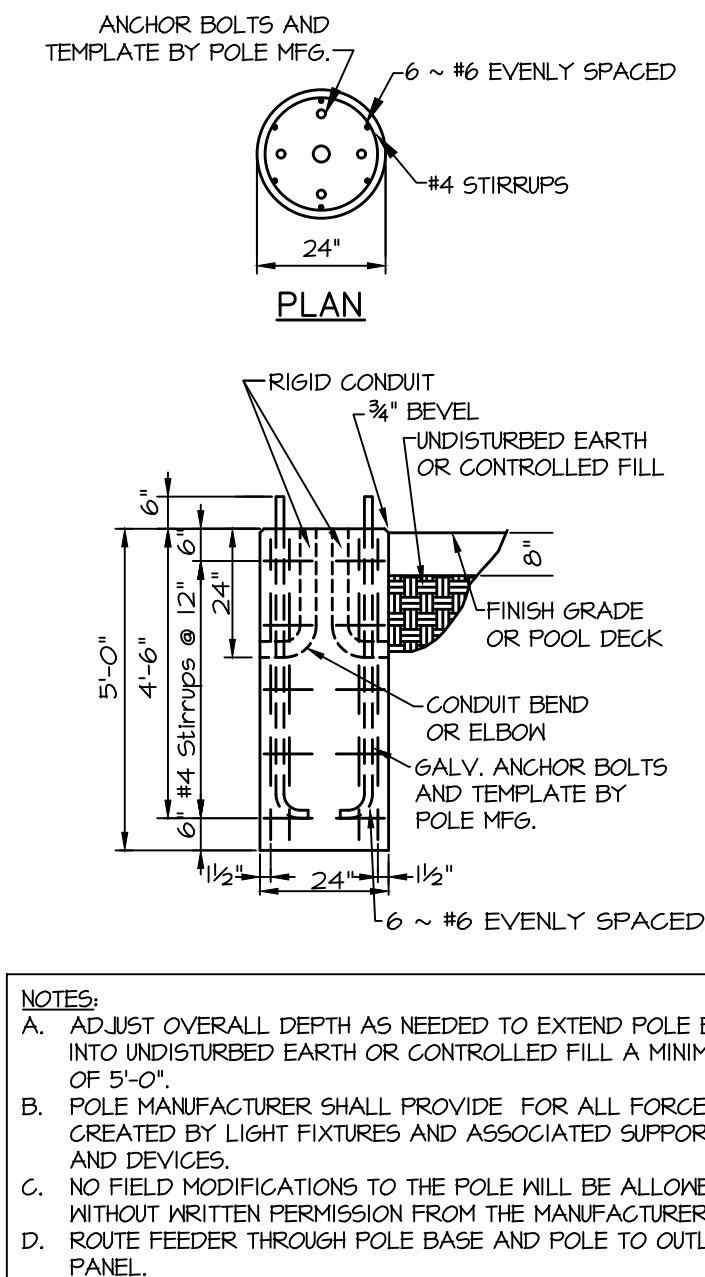 ANCHOR BOLTS AND
TEMPLATE BY POLE MFG.
6 ~ #6 EVENLY SPACED
#4 STIRRUPS
24"
PLAN
RIGID CONDUIT
¾" BEVEL
UNDISTURBED EARTH
OR CONTROLLED FILL
6"
6"
8"
24"
5'-0"
4'-6"
#4 Stirrups @ 12"
FINISH GRADE
OR POOL DECK
CONDUIT BEND
OR ELBOW
GALV. ANCHOR BOLTS
AND TEMPLATE BY
POLE MFG.
6"
1½"
24"
1½"
6 ~ #6 EVENLY SPACED
NOTES:
A. ADJUST OVERALL DEPTH AS NEEDED TO EXTEND POLE
INTO UNDISTURBED EARTH OR CONTROLLED FILL A MINIM
OF 5'-0".
B. POLE MANUFACTURER SHALL PROVIDE FOR ALL FORCE
CREATED BY LIGHT FIXTURES AND ASSOCIATED SUPPOR
AND DEVICES.
C. NO FIELD MODIFICATIONS TO THE POLE WILL BE ALLOWE
WITHOUT WRITTEN PERMISSION FROM THE MANUFACTURER
D. ROUTE FEEDER THROUGH POLE BASE AND POLE TO OUTL
PANEL.